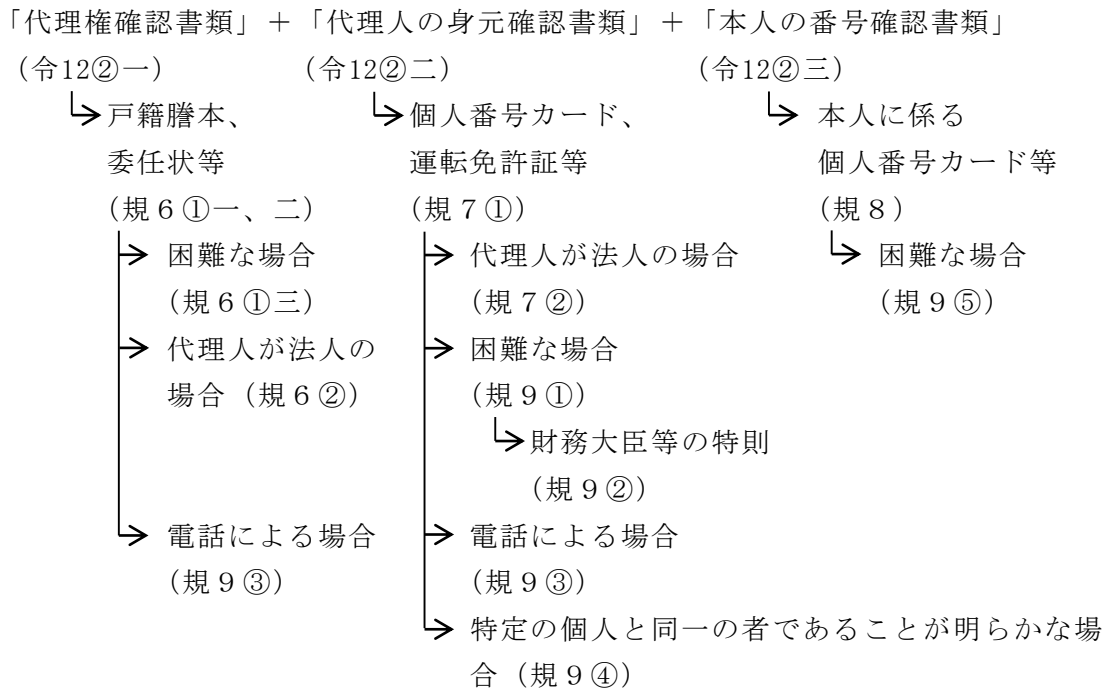 「代理権確認書類」＋「代理人の身元確認書類」＋「本人の番号確認書類」
（令12②一） （令12②二） （令12②三）
戸籍謄本、 個人番号カード、 本人に係る
委任状等 運転免許証等 個人番号カード等
（規６①一、二） （規７①） （規８）
困難な場合 代理人が法人の場合 困難な場合
（規６①三） （規７②） （規９⑤）
代理人が法人の 困難な場合
場合（規６②） （規９①）
財務大臣等の特則
（規９②）
電話による場合 電話による場合
（規９③） （規９③）
特定の個人と同一の者であることが明らかな場
合（規９④）